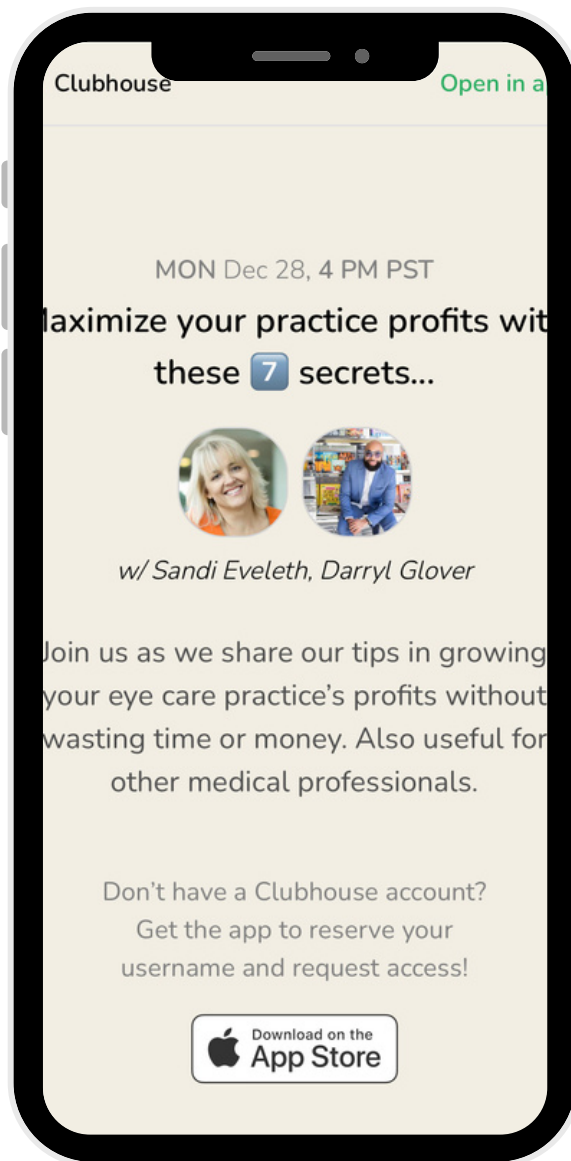 Clubhouse
Open in a
MON Dec 28, 4 PM PST
aximize your practice profits wit
these 7 secrets...
w/ Sandi Eveleth, Darryl Glover
Join us as we share our tips in growing
your eye care practice’s profits without
wasting time or money. Also useful for
other medical professionals.
Don’t have a Clubhouse account?
Get the app to reserve your
username and request access!
Download on the
App Store